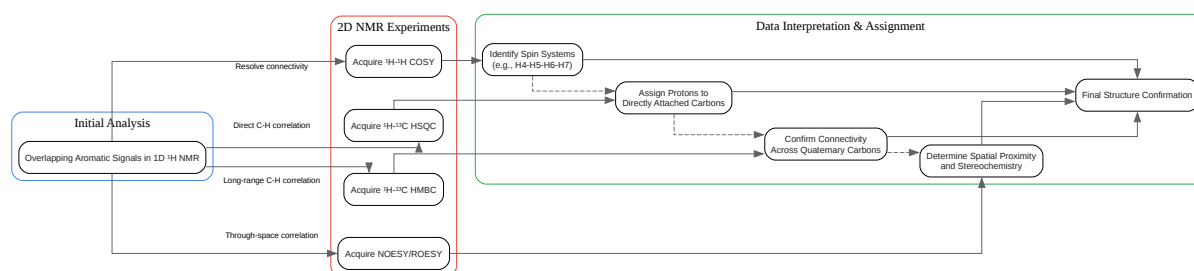 2D NMR Experiments
Data Interpretation & Assignment
Acquire ¹H-¹H COSY
Identify Spin Systems
(e.g., H4-H5-H6-H7)
Resolve connectivity
Assign Protons to
Directly Attached Carbons
Final Structure Confirmation
Initial Analysis
Direct C-H correlation
Acquire ¹H-¹³C HSQC
Confirm Connectivity
Across Quaternary Carbons
Overlapping Aromatic Signals in 1D ¹H NMR
Determine Spatial Proximity
and Stereochemistry
Long-range C-H correlation
Acquire ¹H-¹³C HMBC
Through-space correlation
Acquire NOESY/ROESY